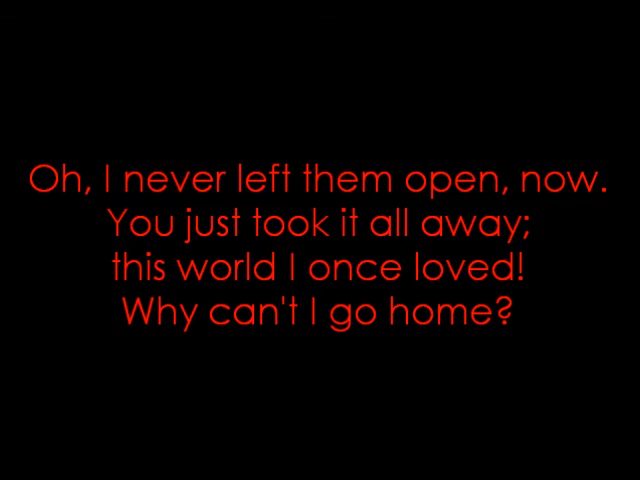 Oh, I never left them open, now.
You just took it all away;
this world I once loved!
Why can't I go home?